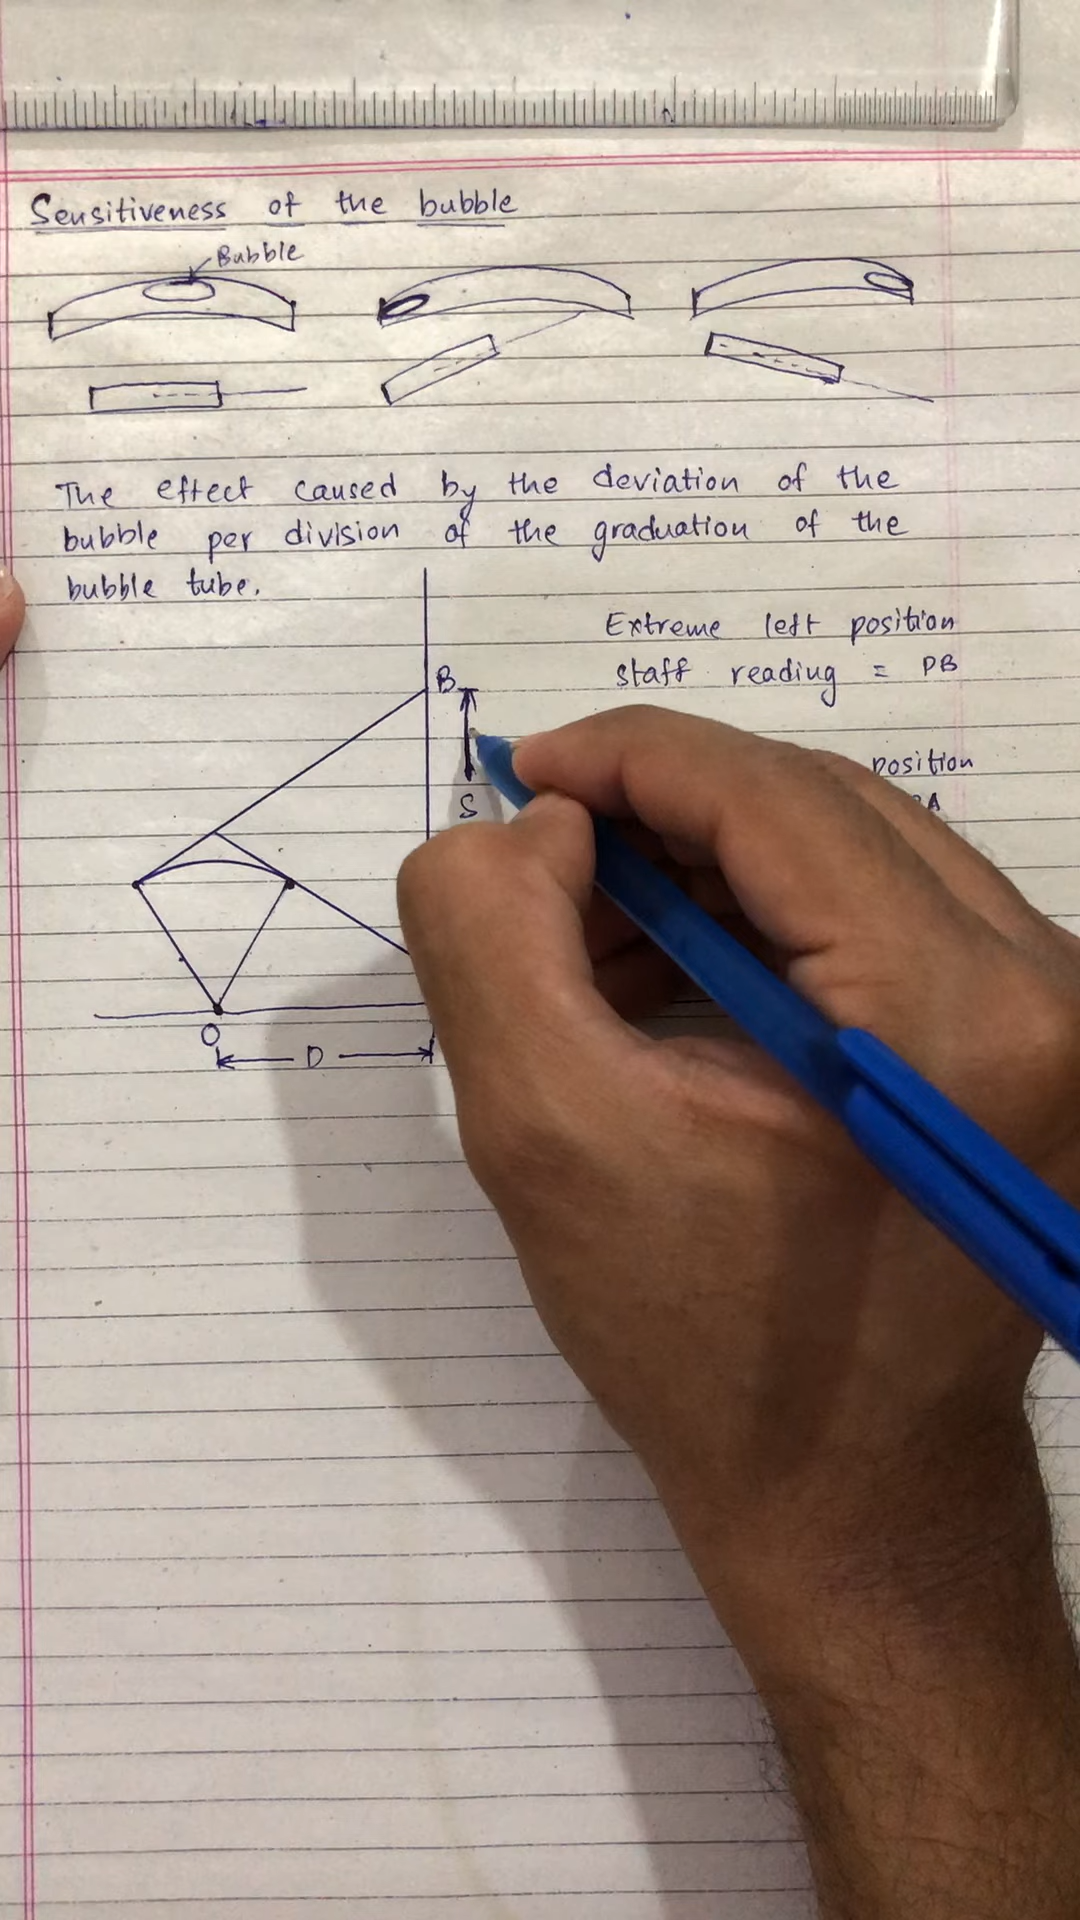 Sensitiveness of the bubble
Bubble
The effect caused by the deviation of the
bubble per division of the graduation of the
bubble tube.
Extreme left position
staff reading = PB
B
position
S
A
O
D